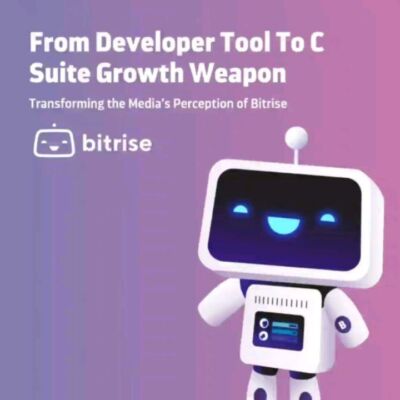 From Developer Tool To C
Suite Growth Weapon
Transforming the Media's Perception of Bitrise
bitrise
B